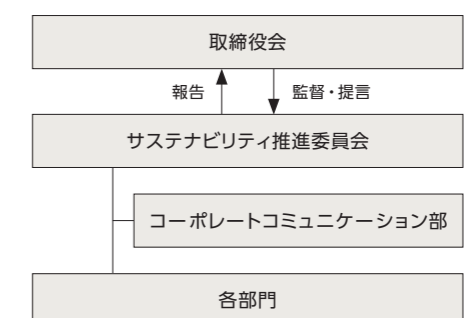 取締役会
報告
監督・提言
サステナビリティ推進委員会
コーポレートコミュニケーション部
各部門